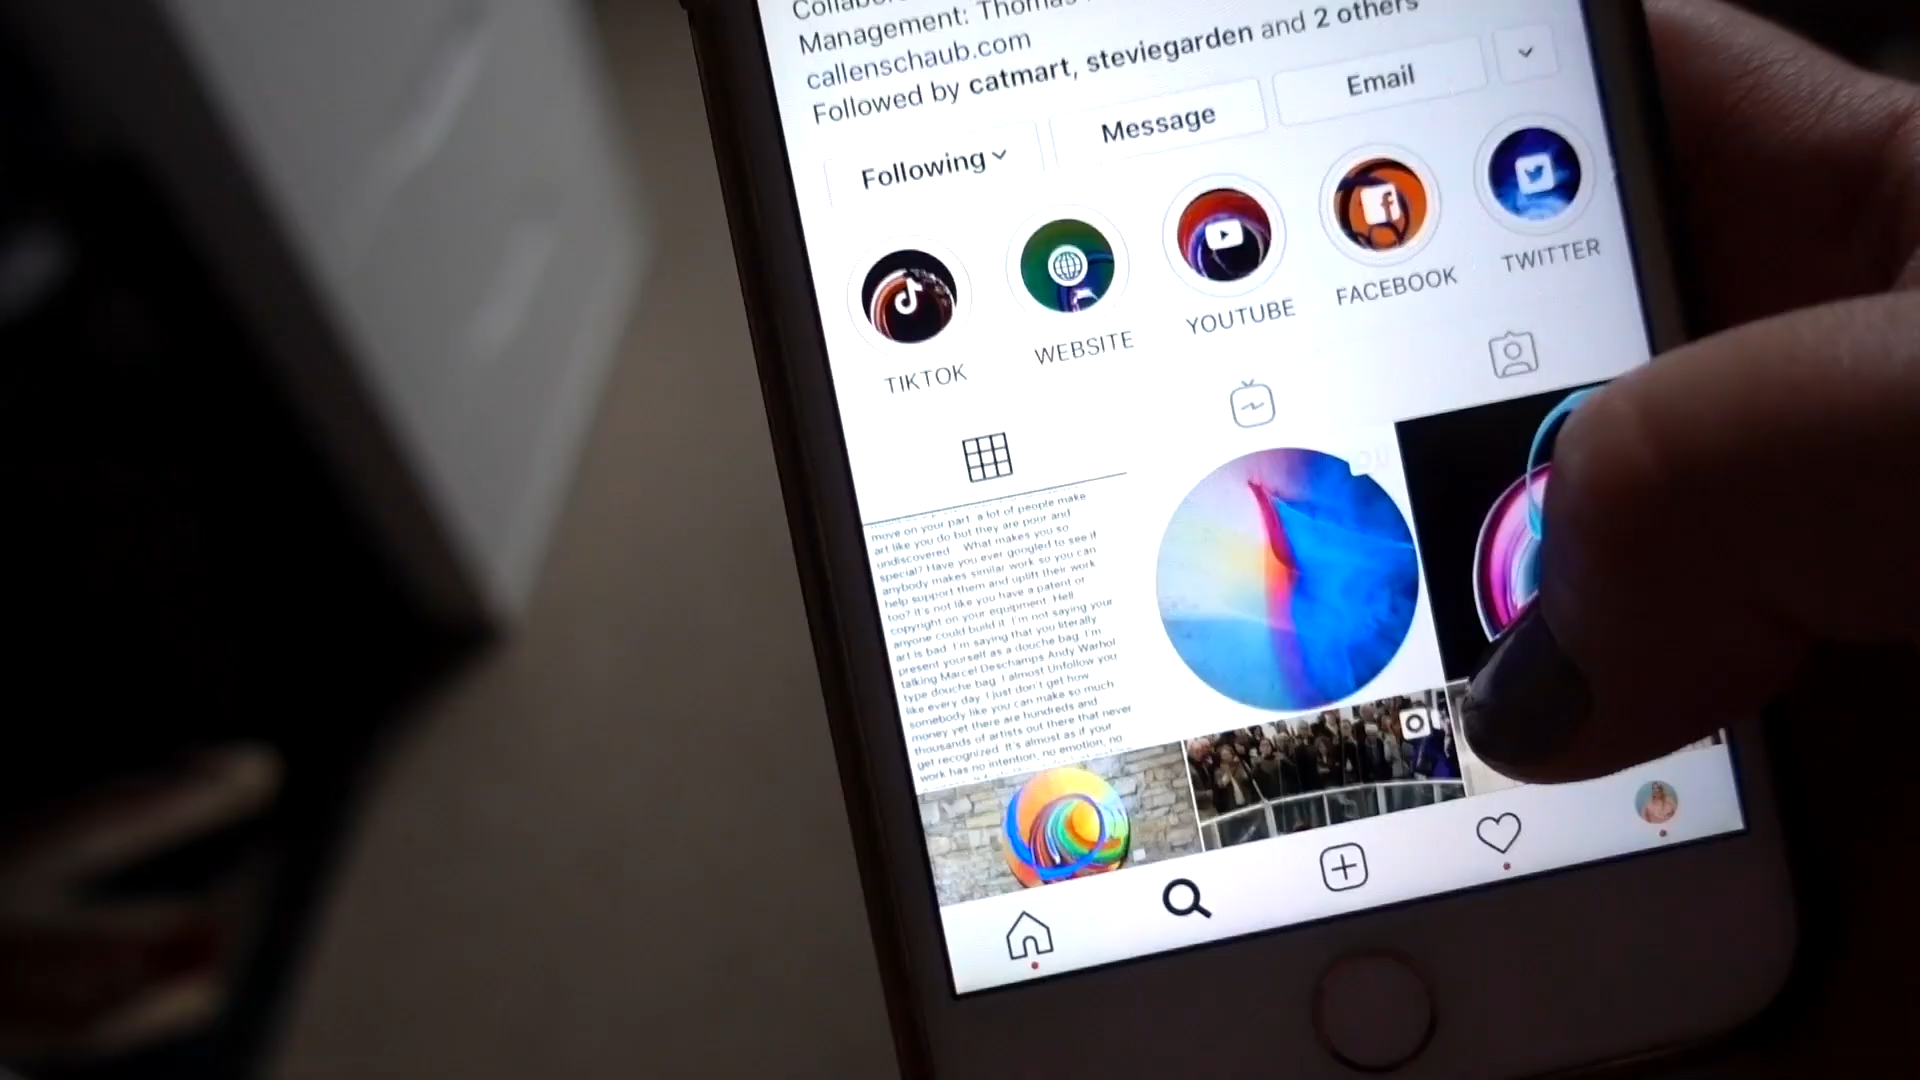 Management: Thomas
callenschaub.com
Followed by catmart, steviegarden and 2 others
Following
Message
Email
TIKTOK
WEBSITE
YOUTUBE
FACEBOOK
TWITTER
move on your part. a lot of people make
art like you do but they are poor and
undiscovered. What makes you so
special? Have you ever googled to see if
anybody makes similar work so you can
help support them and uplift their work
too? it's not like you have a patent or
copyright on your equipment. Hell
anyone could build it. I'm not saying your
art is bad. I'm saying that you literally
present yourself as a douche bag. I'm
talking Marcel Deschamps Andy Warhol
type douche bag. I almost Unfollow you
like every day. I just don't get how
somebody like you can make so much
money yet there are hundreds and
thousands of artists out there that never
get recognized. It's almost as if your
work has no intention, no emotion, no